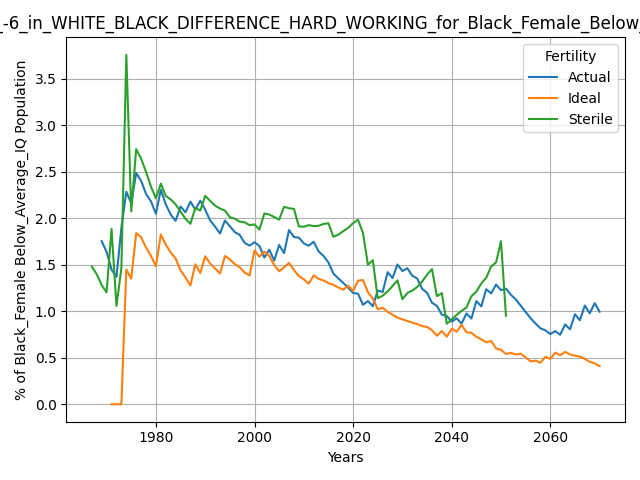 _-6_in_WHITE_BLACK_DIFFERENCE_HARD_WORKING_for_Black_Female_Below_
Fertility
Actual
Ideal
Sterile
% of Black_Female Below_Average_IQ Population
3.5
3.0
2.5
2.0
1.5
1.0
0.5
0.0
1980 2000 2020 2040 2060
Years